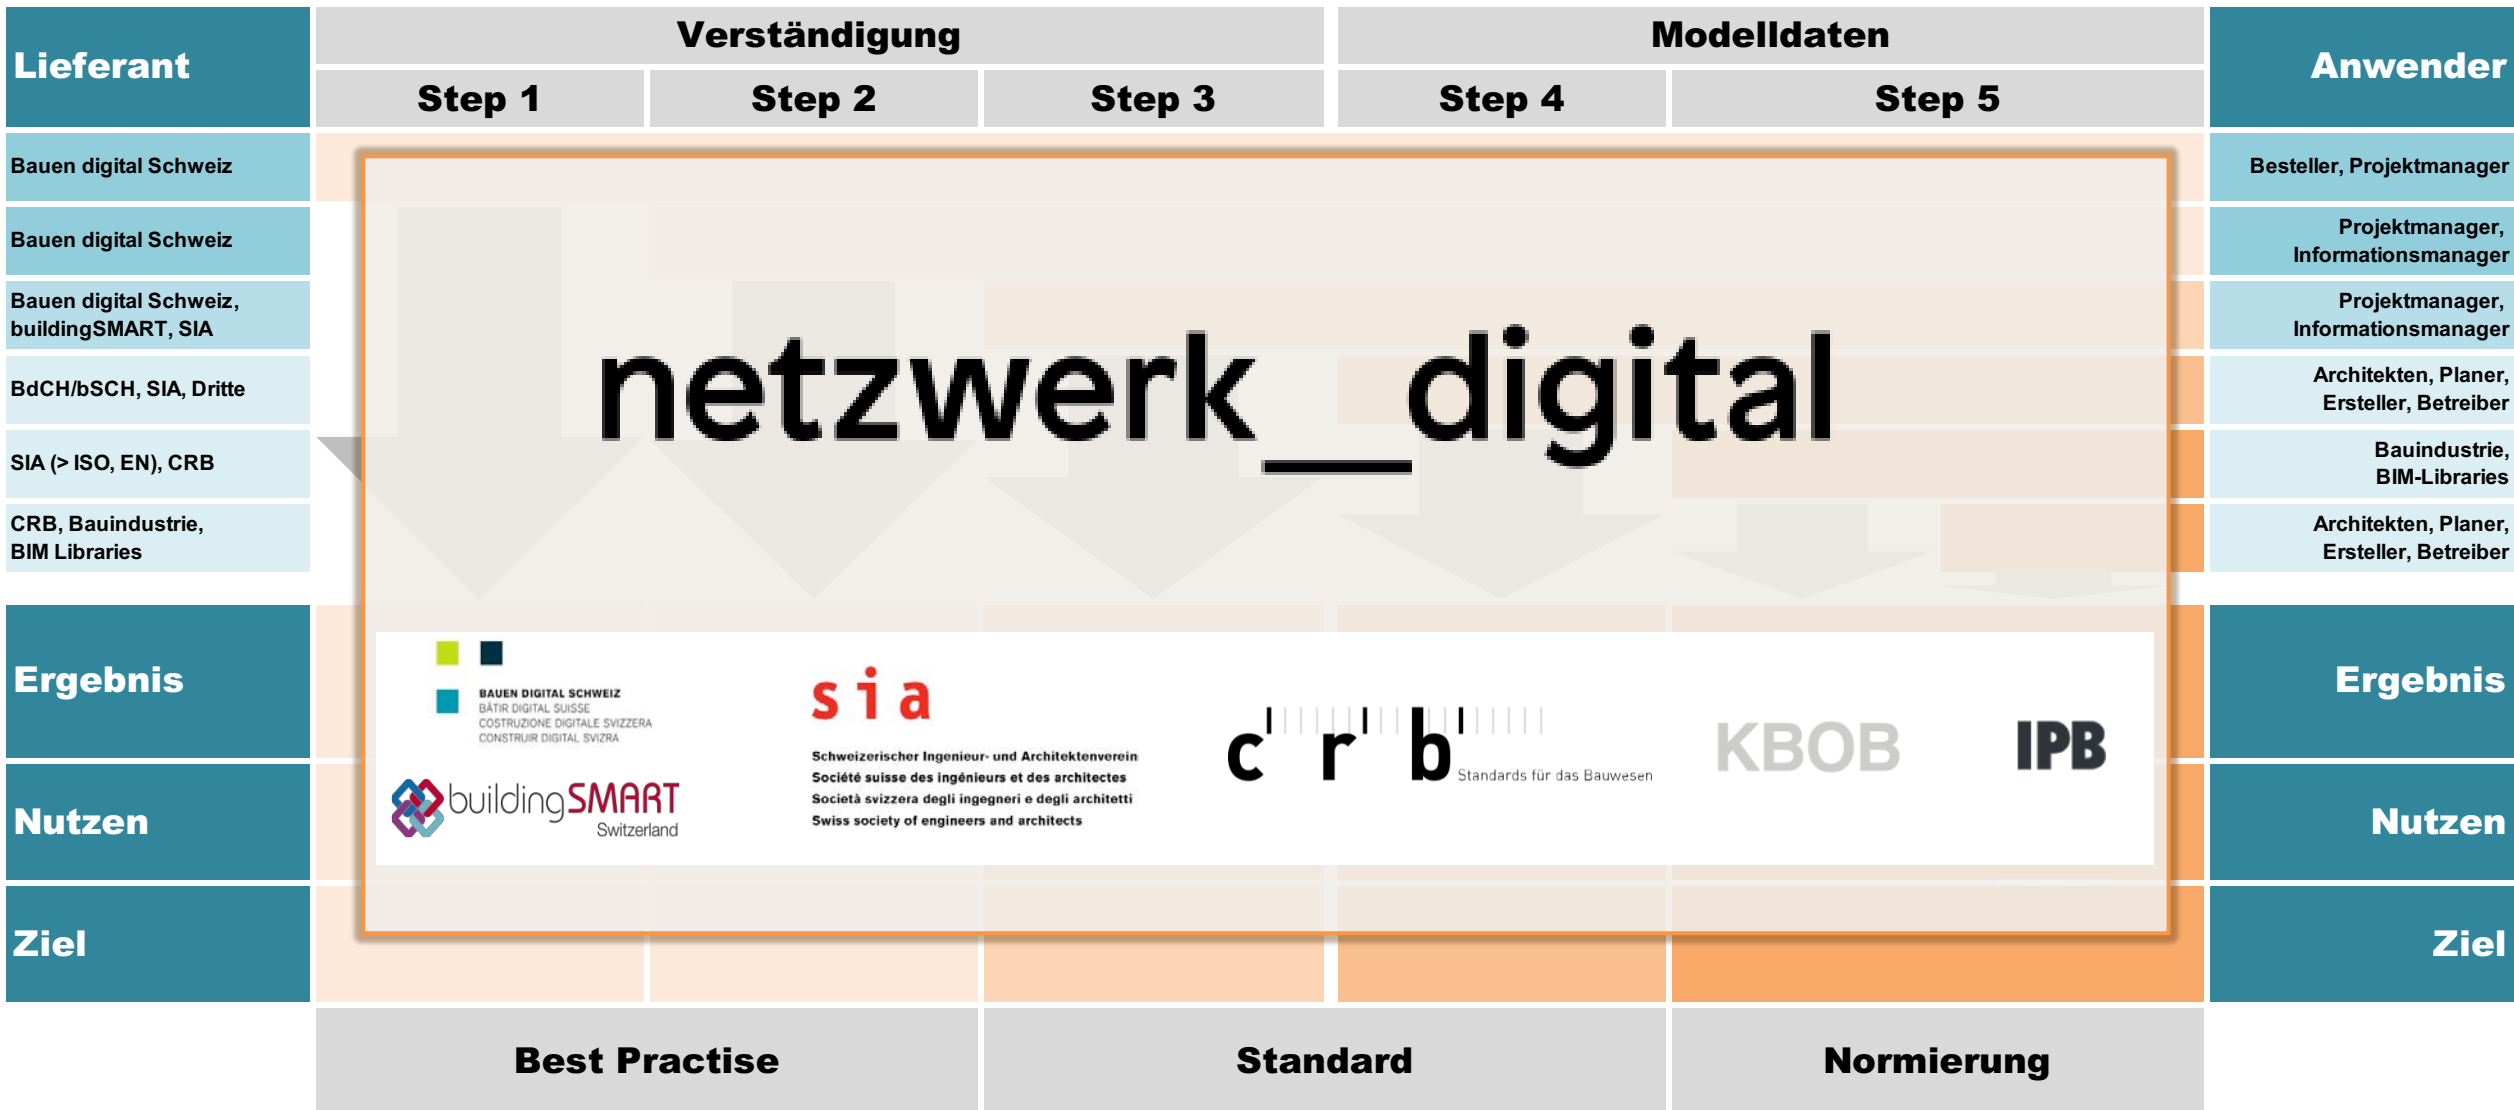 Lieferant
Verständigung
Modelldaten
Anwender
Step 1
Step 2
Step 3
Step 4
Step 5
Bauen digital Schweiz
Besteller, Projektmanager
Bauen digital Schweiz
Projektmanager,
Informationsmanager
Bauen digital Schweiz,
buildingSMART, SIA
Projektmanager,
Informationsmanager
BdCH/bSCH, SIA, Dritte
Architekten, Planer,
Ersteller, Betreiber
SIA (> ISO, EN), CRB
Bauindustrie,
BIM-Libraries
CRB, Bauindustrie,
BIM Libraries
Architekten, Planer,
Ersteller, Betreiber
netzwerk_digital
Ergebnis
Ergebnis
BAUEN DIGITAL SCHWEIZ
BÂTIR DIGITAL SUISSE
COSTRUZIONE DIGITALE SVIZZERA
CONSTRUIR DIGITAL SVIZRA
buildingSMART
Switzerland
sia
Schweizerischer Ingenieur- und Architektenverein
Société suisse des ingénieurs et des architectes
Società svizzera degli ingegneri e degli architetti
Swiss society of engineers and architects
crb
Standards für das Bauwesen
KBOB
IPB
Nutzen
Nutzen
Ziel
Ziel
Best Practise
Standard
Normierung